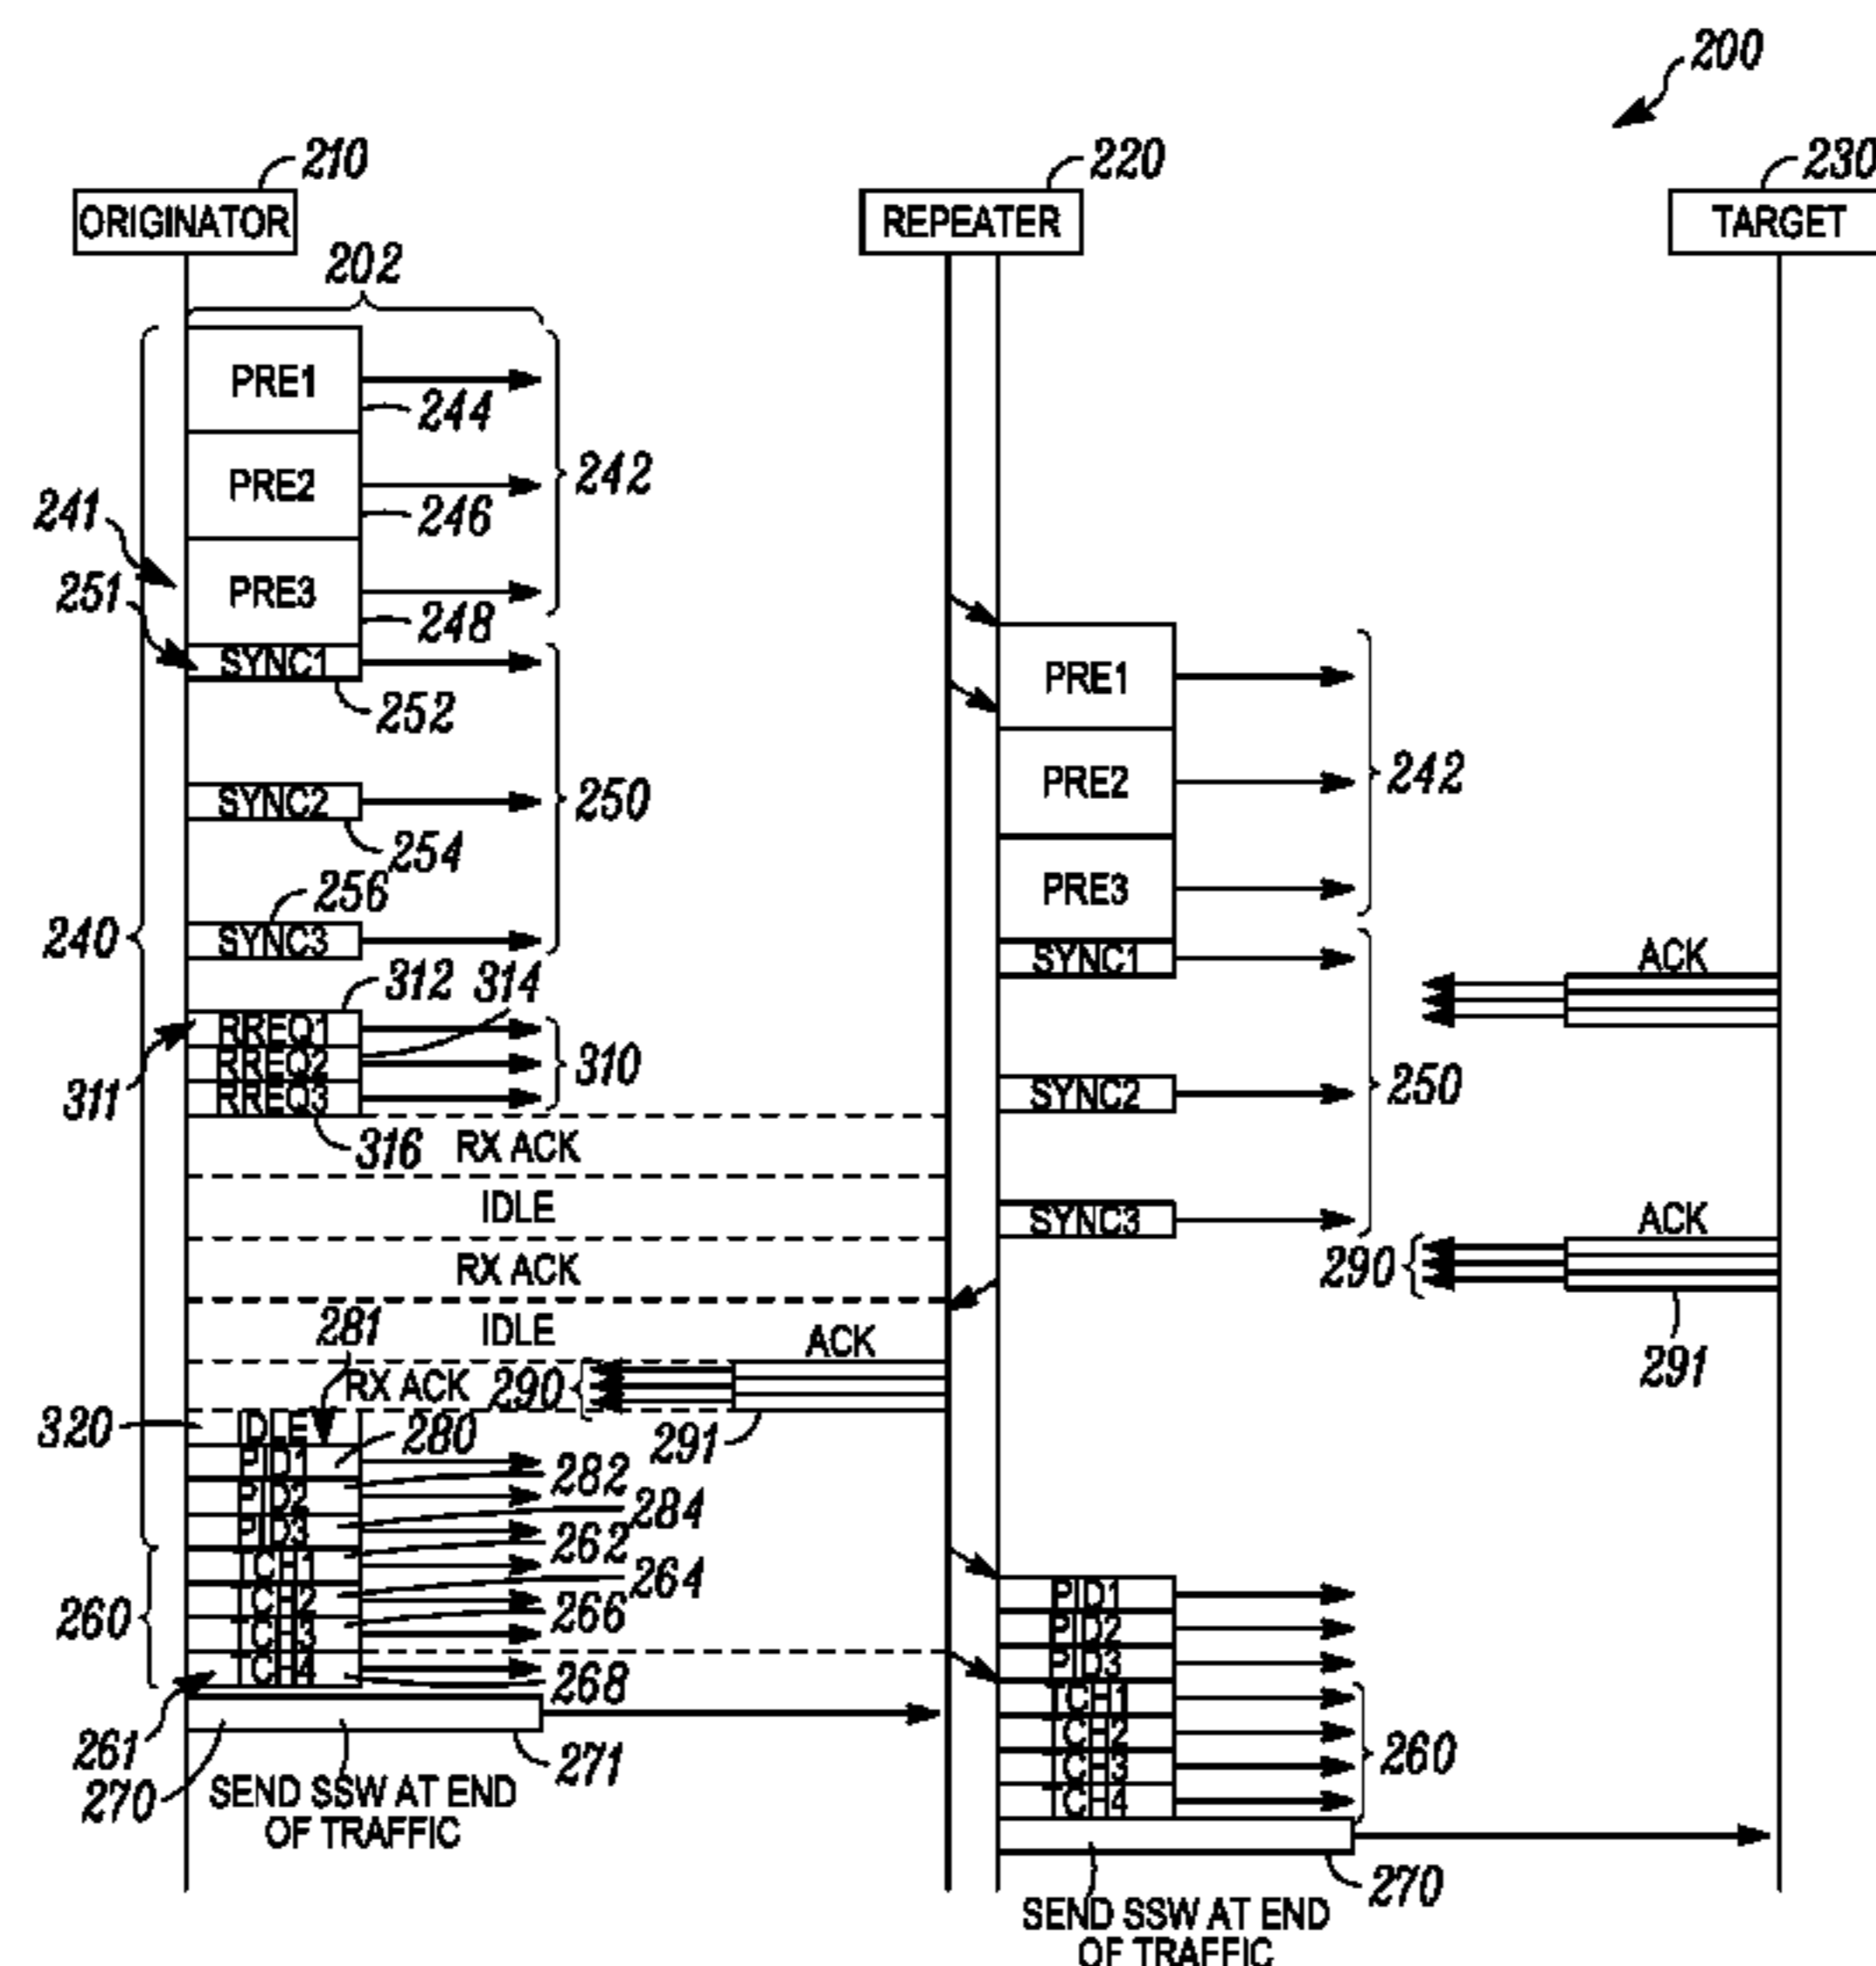 200
210
220
230
ORIGINATOR
REPEATER
TARGET
202
PRE1
244
PRE2
246
242
241
PRE3
251
248
SYNC1
252
SYNC2
254
250
256
SYNC3
240
312
314
RREQ1
RREQ2
RREQ3
310
311
316
RX ACK
IDLE
RX ACK
IDLE
281
RX ACK
290
ACK
291
320
IDLE
280
PID1
282
PID2
284
PID3
262
TCH1
264
TCH2
266
TCH3
260
TCH4
268
261
270
271
SEND SSW AT END
OF TRAFFIC
PRE1
PRE2
242
PRE3
SYNC1
SYNC2
250
SYNC3
ACK
ACK
290
291
PID1
PID2
PID3
TCH1
TCH2
TCH3
260
TCH4
270
SEND SSW AT END
OF TRAFFIC